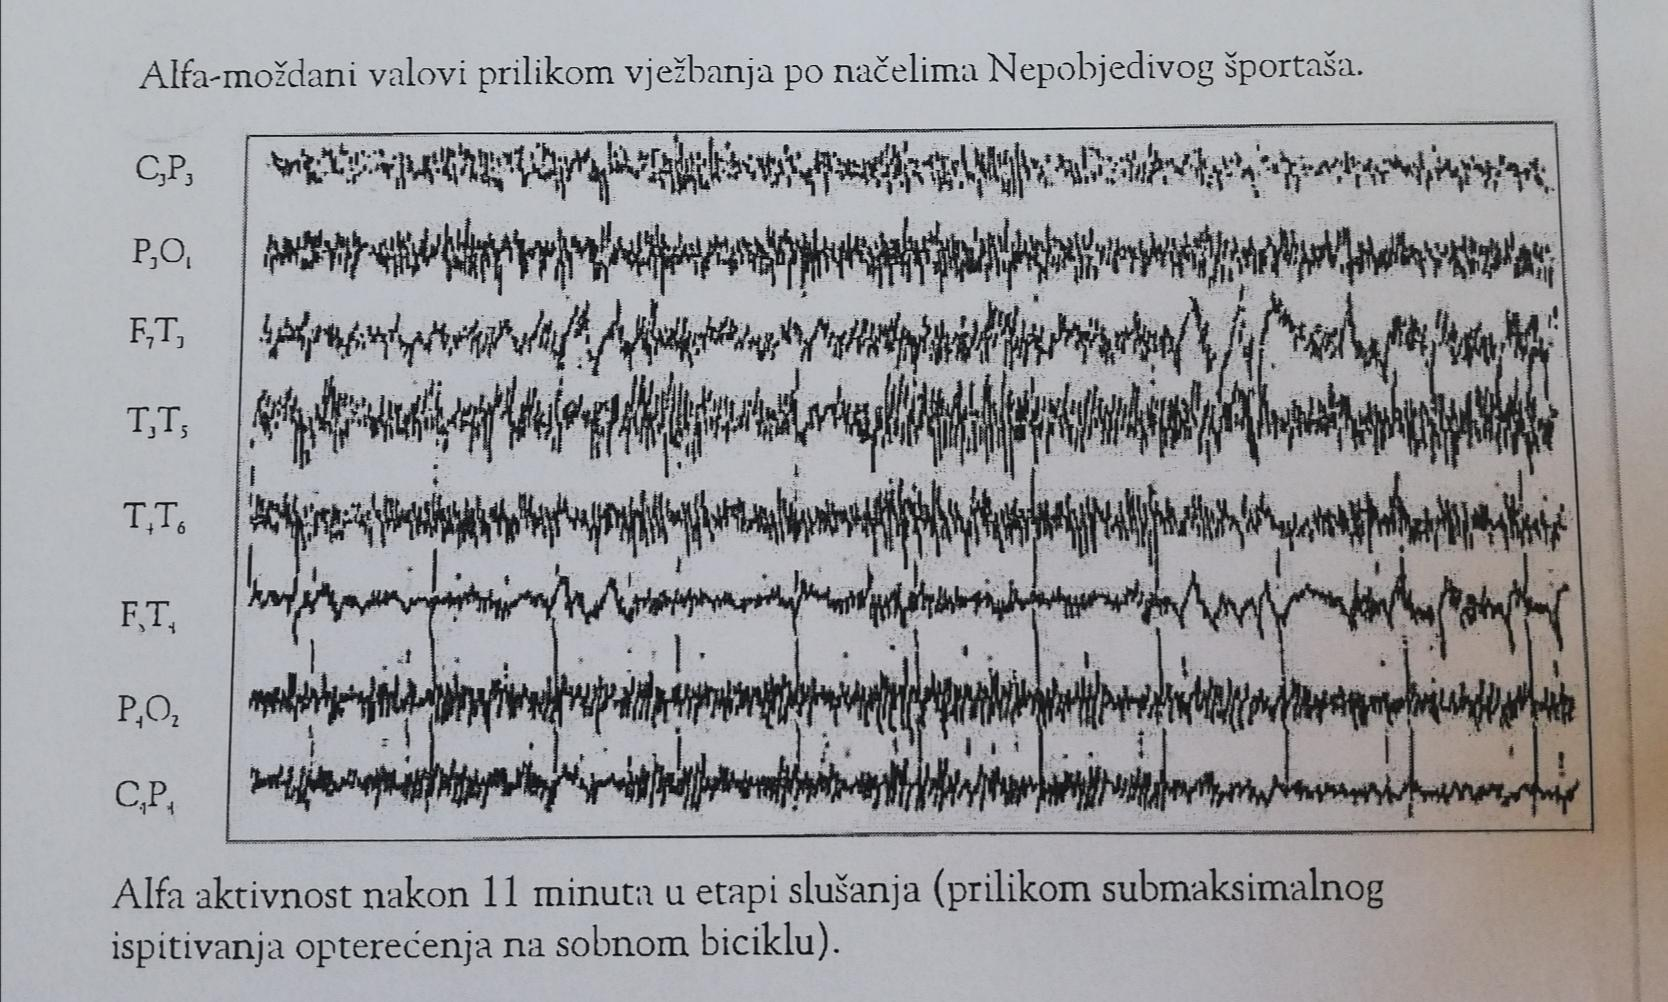 Alfa-moždani valovi prilikom vježbanja po načelima Nepobjedivog športaša.
C₃P₃
P₃O₁
F₇T₃
T₃T₅
T₄T₆
F₈T₄
P₄O₂
C₄P₄
Alfa aktivnost nakon 11 minuta u etapi slušanja (prilikom submaksimalnog
ispitivanja opterećenja na sobnom biciklu).